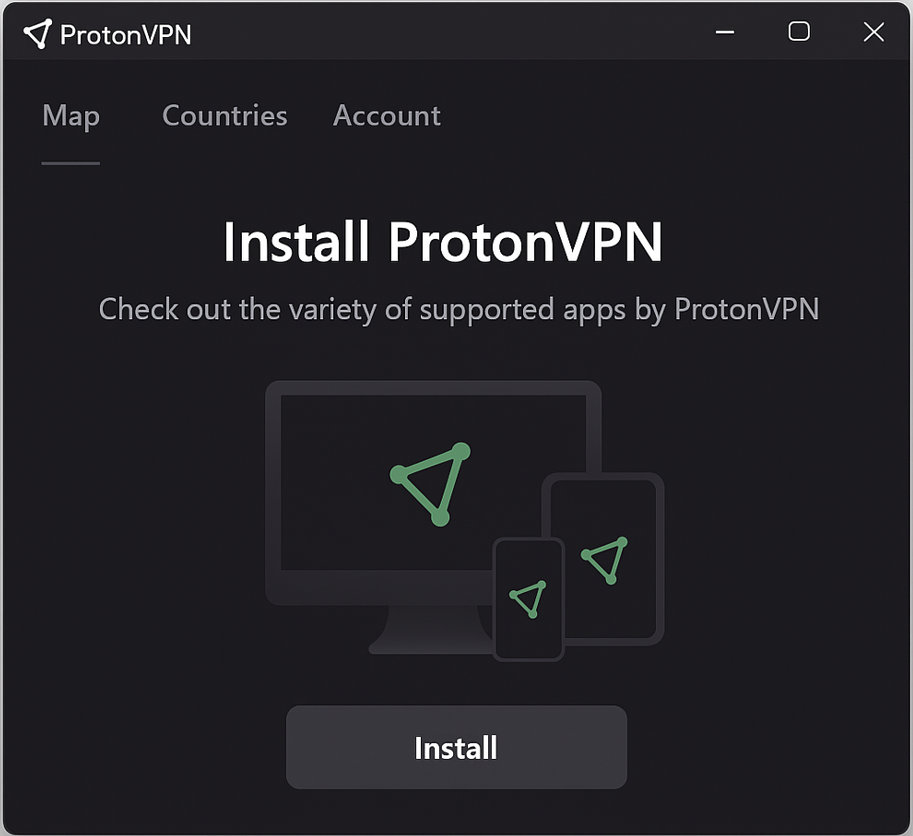 ProtonVPN
Map Countries Account
Install ProtonVPN
Check out the variety of supported apps by ProtonVPN
Install